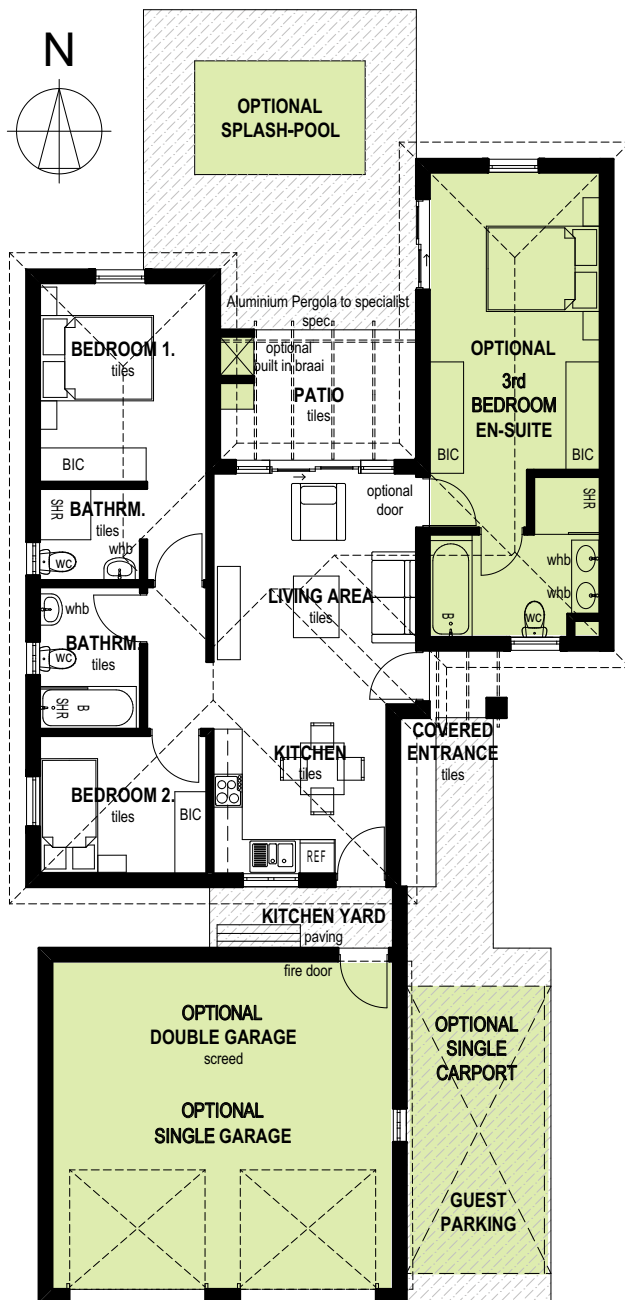 N
OPTIONAL
SPLASH-POOL
Aluminium Pergola to specialist
spec.
optional
built in braai
PATIO
tiles
BEDROOM 1.
tiles
BIC
OPTIONAL
3rd
BEDROOM
EN-SUITE
BIC
BIC
SHR
BATHRM.
tiles
whb
wc
optional
door
SHR
whb
whb
wc
B
whb
BATHRM.
tiles
wc
SHR
B
LIVING AREA
tiles
KITCHEN
tiles
REF
COVERED
ENTRANCE
tiles
BEDROOM 2.
tiles
BIC
KITCHEN YARD
paving
fire door
OPTIONAL
DOUBLE GARAGE
screed
OPTIONAL
SINGLE GARAGE
OPTIONAL
SINGLE
CARPORT
GUEST
PARKING